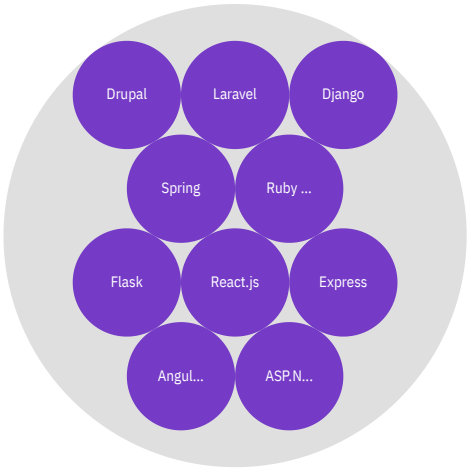 Drupal
Laravel
Django
Spring
Ruby ...
Flask
React.js
Express
Angul...
ASP.N...